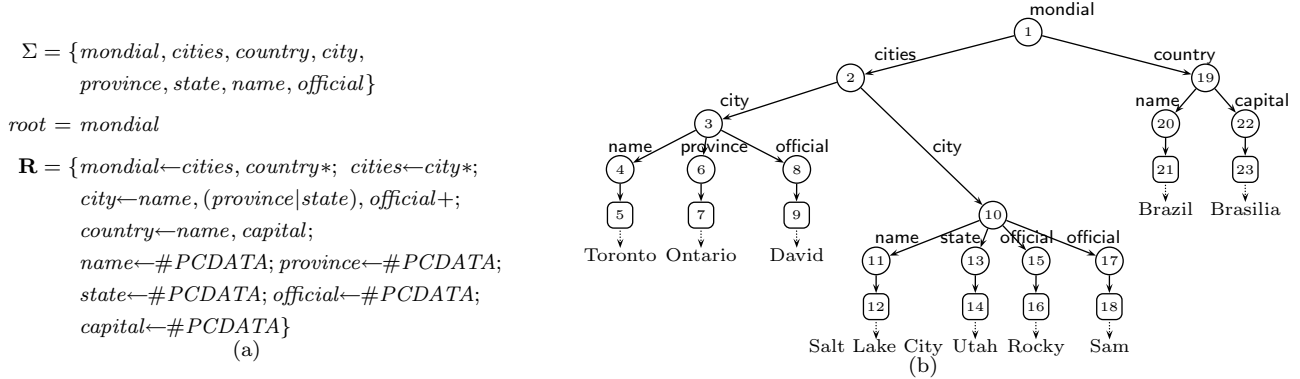 Σ = {mondial, cities, country, city,
province, state, name, official}
root = mondial
R = {mondial←cities, country*; cities←city*;
city←name, (province|state), official+;
country←name, capital;
name←#PCDATA; province←#PCDATA;
state←#PCDATA; official←#PCDATA;
capital←#PCDATA}
(a)
mondial
1
cities country
2 19
city name capital
3 20 22
name province official city
4 6 8 21 23
5 7 9 10 Brazil Brasilia
Toronto Ontario David name state official official
11 13 15 17
12 14 16 18
Salt Lake City Utah Rocky Sam
(b)